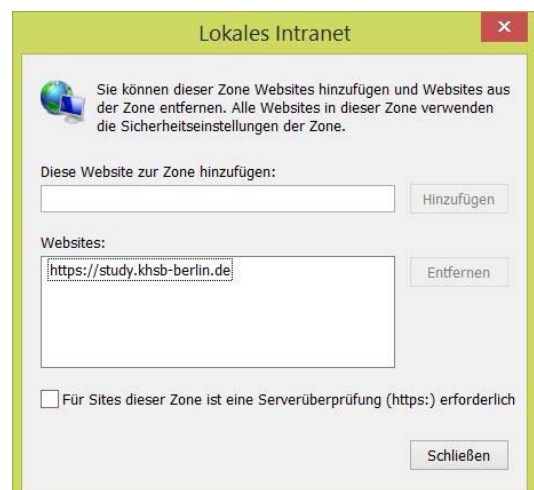 Lokales Intranet
Sie können dieser Zone Websites hinzufügen und Websites aus
der Zone entfernen. Alle Websites in dieser Zone verwenden
die Sicherheitseinstellungen der Zone.
Diese Website zur Zone hinzufügen:
Hinzufügen
Websites:
https://study.khsb-berlin.de
Entfernen
Für Sites dieser Zone ist eine Serverüberprüfung (https:) erforderlich
Schließen